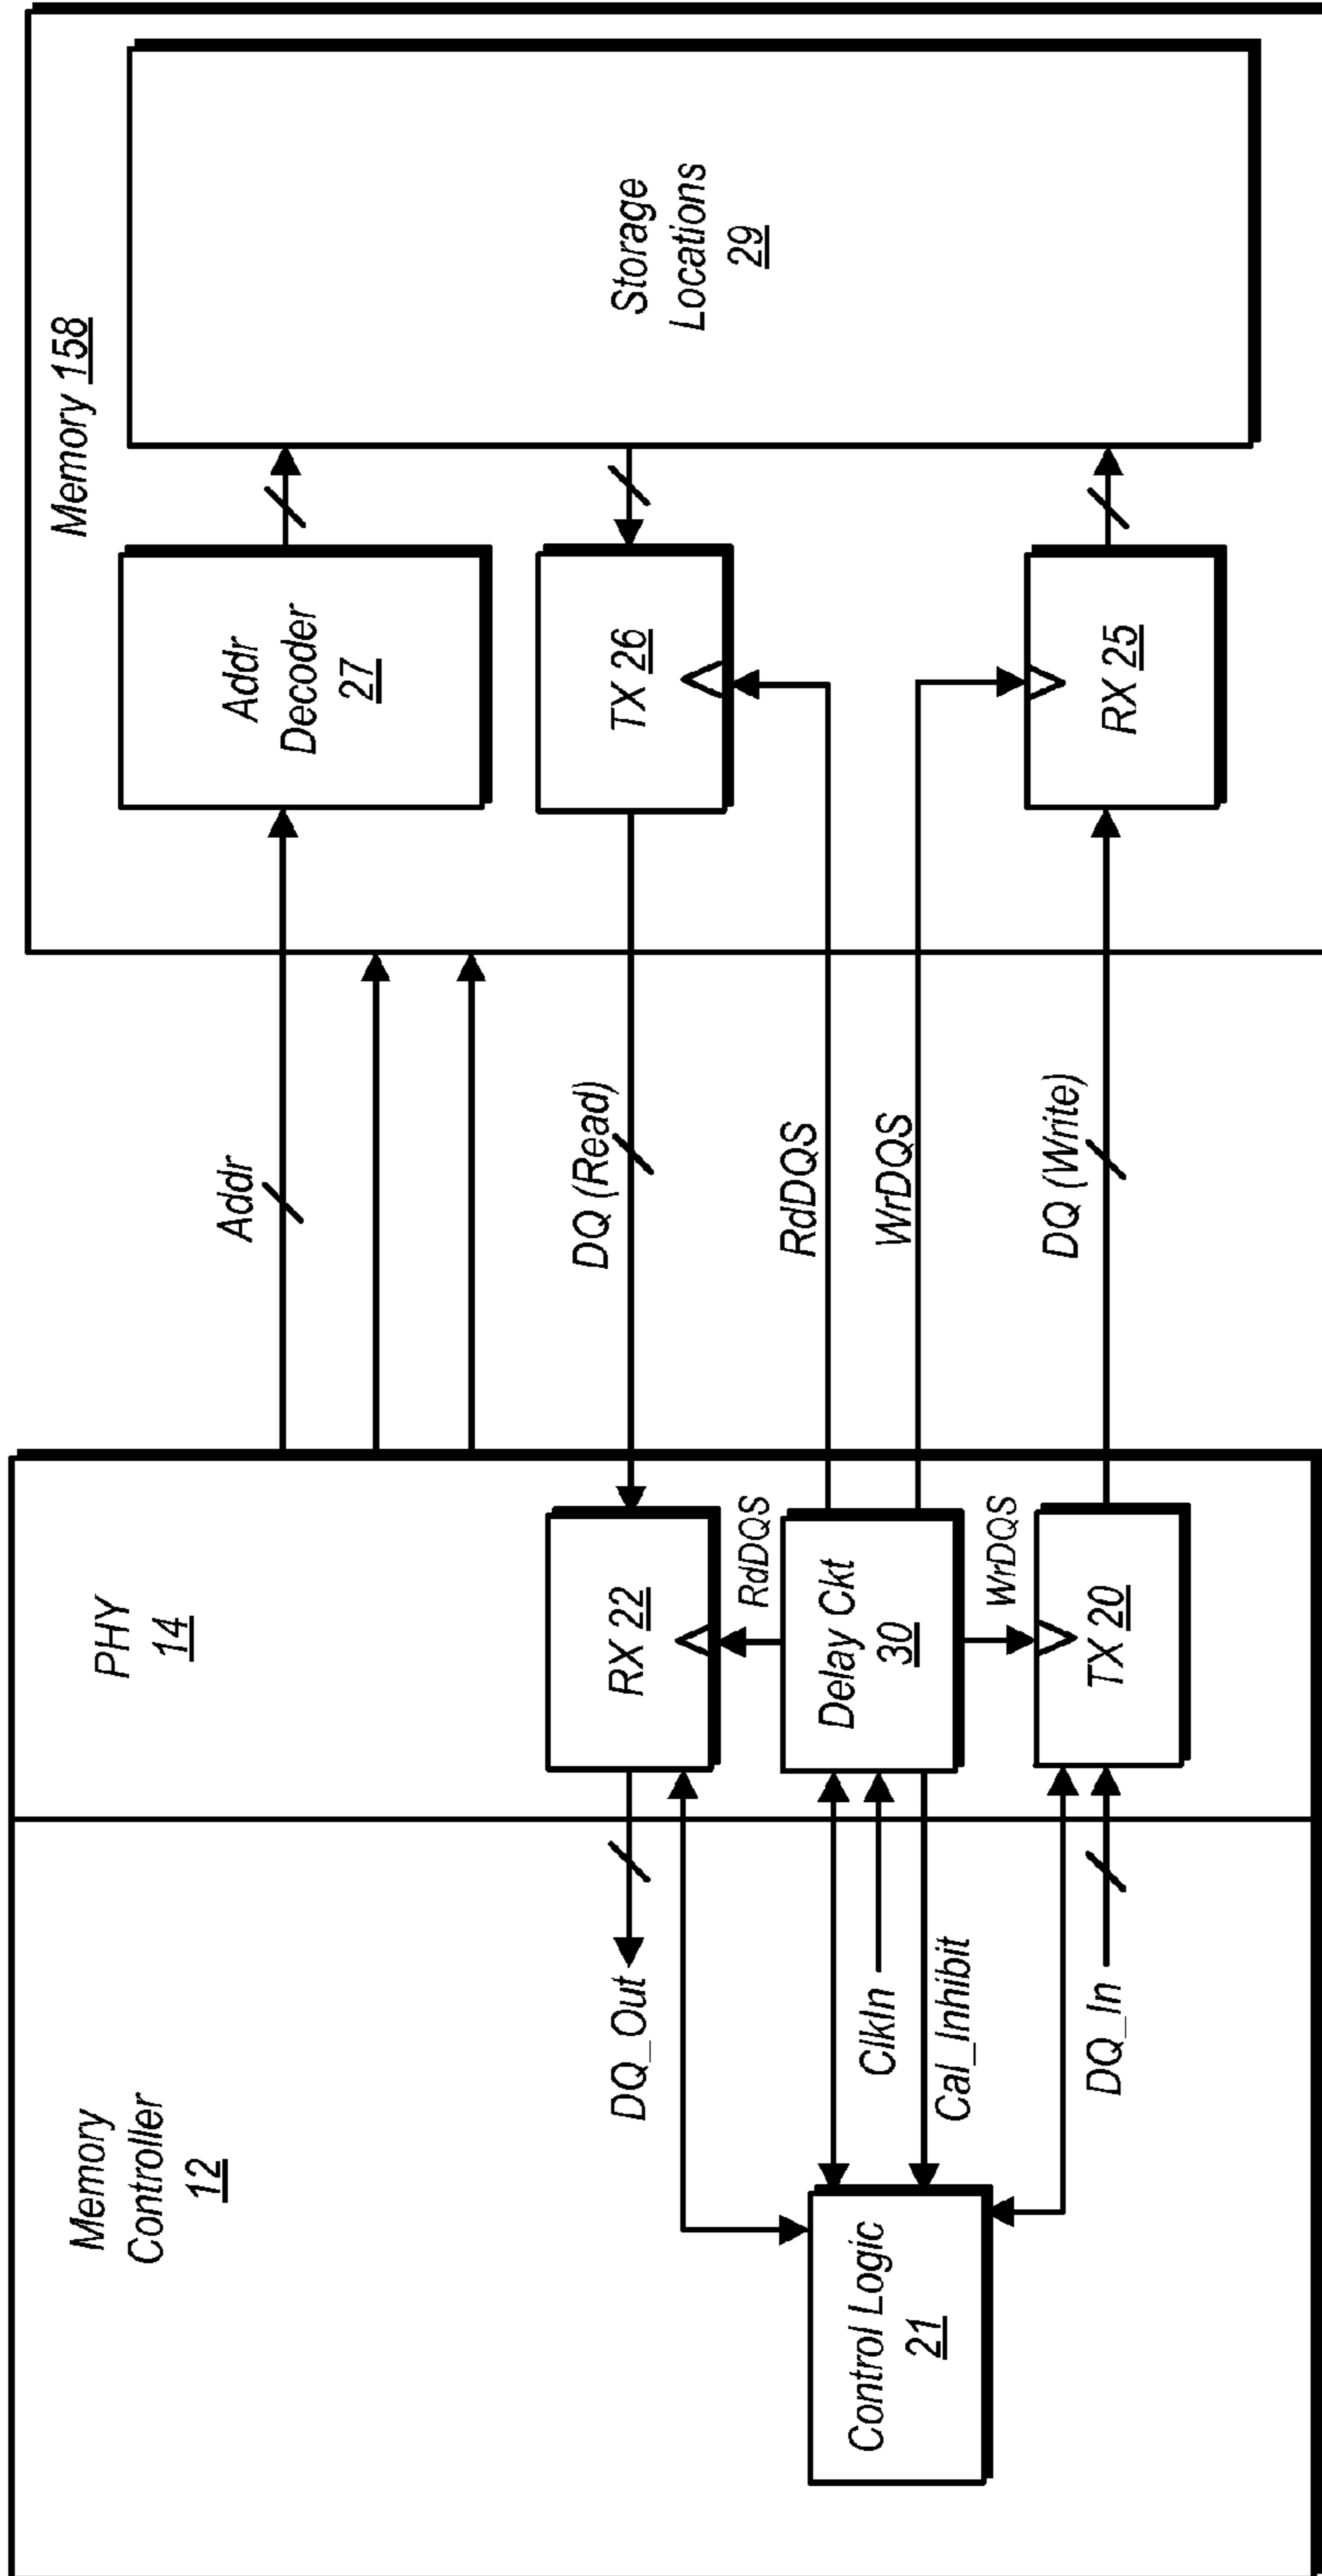 Memory
Controller
12
PHY
14
Memory 158
Addr
Addr
Decoder
27
DQ_Out
RX 22
DQ (Read)
TX 26
Storage
Locations
29
RdDQS
RdDQS
Control Logic
21
ClkIn
Cal_Inhibit
Delay Ckt
30
WrDQS
WrDQS
DQ_In
TX 20
DQ (Write)
RX 25